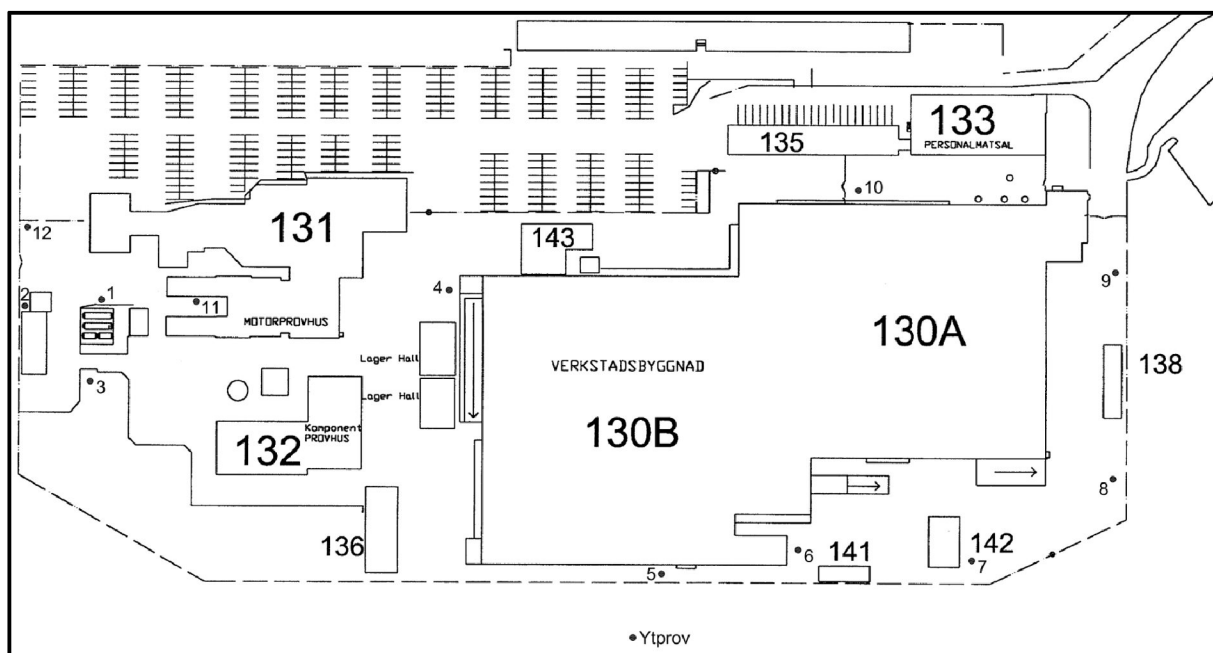 133
PERSONALMATSAL
135
10
131
143
12
9
4
2
1
11
MOTORPROVHUS
130A
138
Lager Hall
VERKSTADSBYGGNAD
3
Lager Hall
130B
Komponent
PROVHUS
132
8
136
6
141
142
7
5
Ytprov